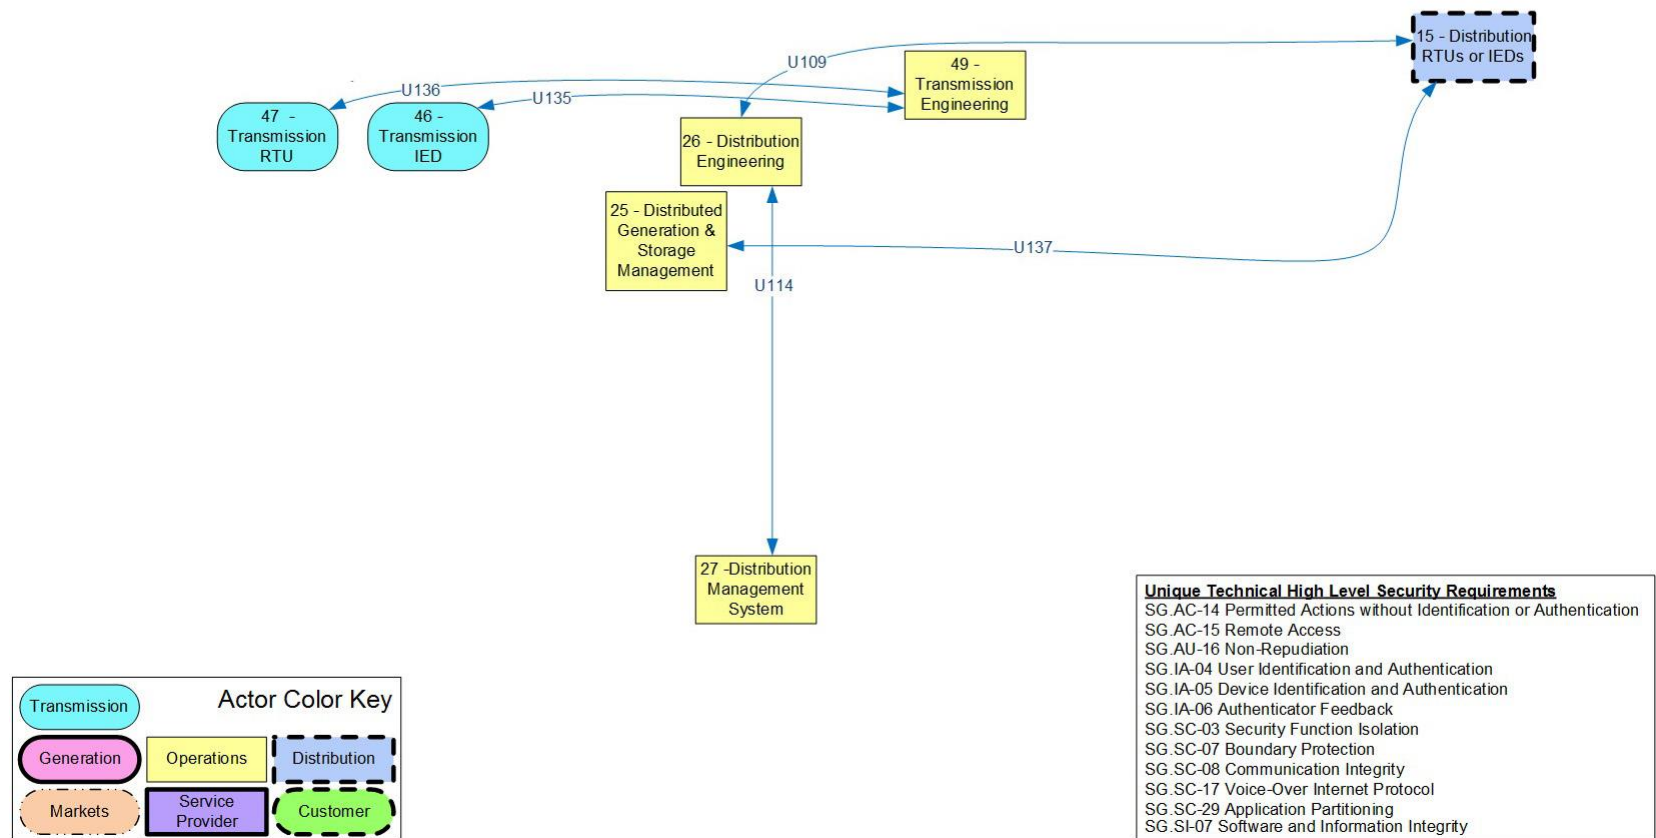 15 - Distribution
RTUs or IEDs
U109
49 -
Transmission
Engineering
U136
U135
47 -
Transmission
RTU
46 -
Transmission
IED
26 - Distribution
Engineering
25 - Distributed
Generation &
Storage
Management
U137
U114
27 -Distribution
Management
System
Unique Technical High Level Security Requirements
SG.AC-14 Permitted Actions without Identification or Authentication
SG.AC-15 Remote Access
SG.AU-16 Non-Repudiation
SG.IA-04 User Identification and Authentication
SG.IA-05 Device Identification and Authentication
SG.IA-06 Authenticator Feedback
SG.SC-03 Security Function Isolation
SG.SC-07 Boundary Protection
SG.SC-08 Communication Integrity
SG.SC-17 Voice-Over Internet Protocol
SG.SC-29 Application Partitioning
SG.SI-07 Software and Information Integrity
Actor Color Key
Transmission
Generation
Operations
Distribution
Markets
Service
Provider
Customer